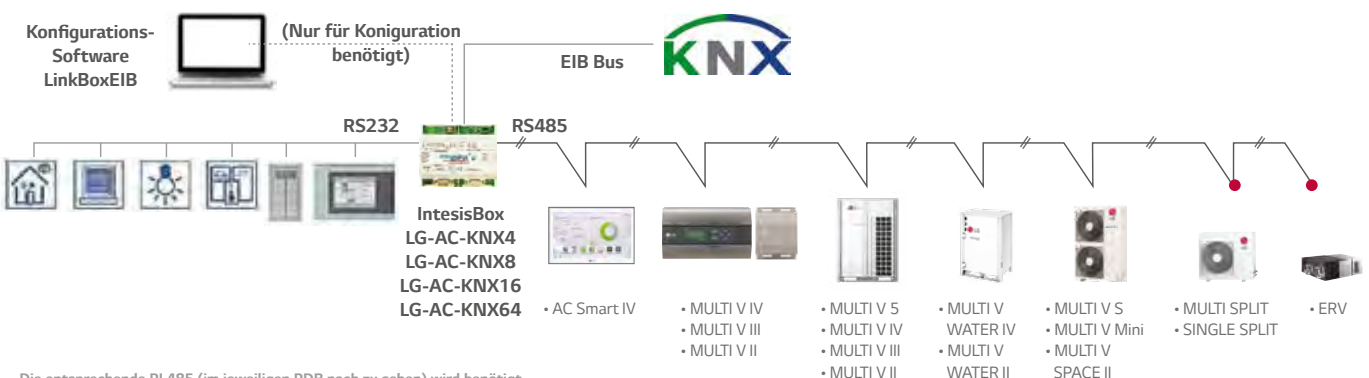 Konfigurations-
Software
LinkBoxEIB
(Nur für Koniguration
benötigt)
EIB Bus
KNX
RS232
RS485
IntesisBox
LG-AC-KNX4
LG-AC-KNX8
LG-AC-KNX16
LG-AC-KNX64
• AC Smart IV
• MULTI V IV
• MULTI V III
• MULTI V II
• MULTI V 5
• MULTI V IV
• MULTI V III
• MULTI V II
• MULTI V
WATER IV
• MULTI V
WATER II
• MULTI V S
• MULTI V Mini
• MULTI V
SPACE II
• MULTI SPLIT
• SINGLE SPLIT
• ERV